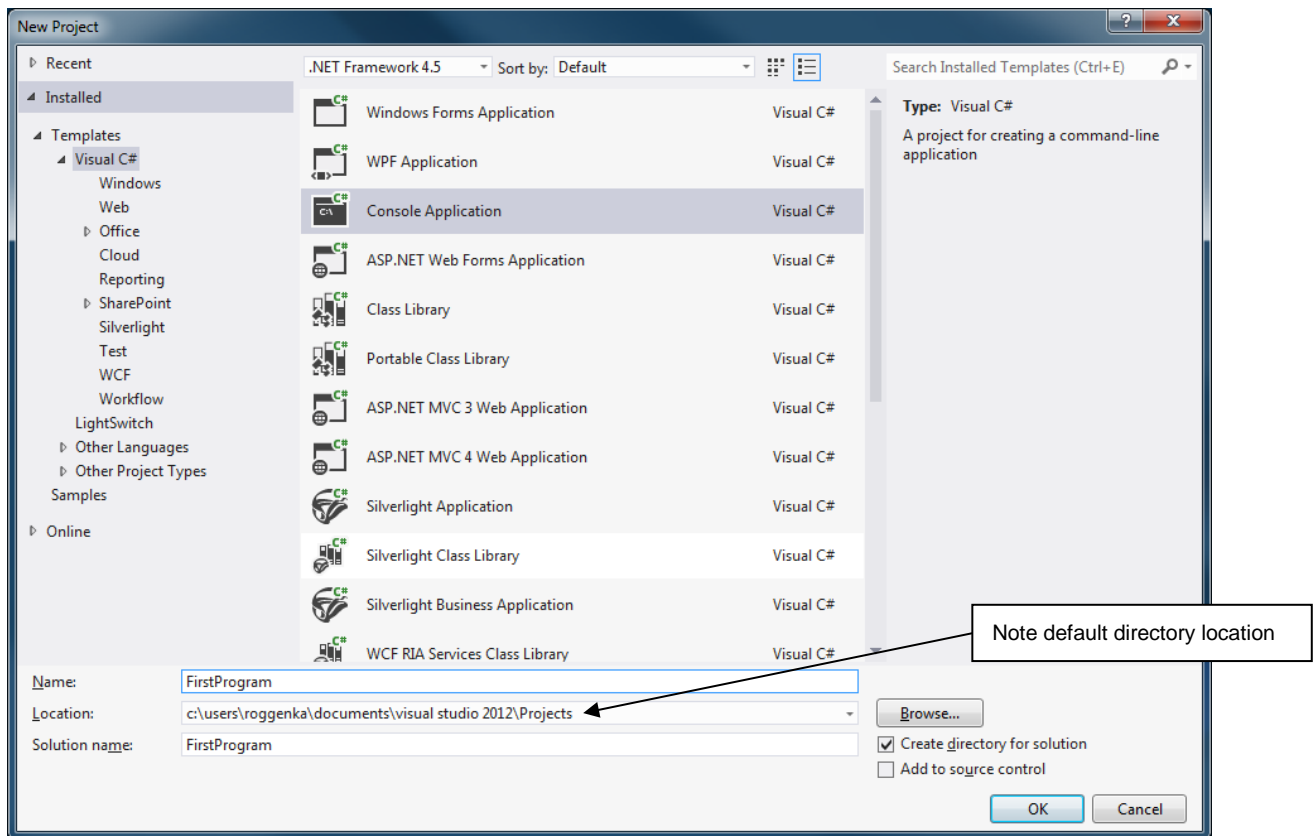 New Project
Recent
Installed
Templates
Visual C#
Windows
Web
Office
Cloud
Reporting
SharePoint
Silverlight
Test
WCF
Workflow
LightSwitch
Other Languages
Other Project Types
Samples
Online
.NET Framework 4.5 Sort by: Default
C# Windows Forms Application Visual C#
C# WPF Application Visual C#
C# C:\ Console Application Visual C#
C# ASP.NET Web Forms Application Visual C#
C# Class Library Visual C#
C# Portable Class Library Visual C#
C# ASP.NET MVC 3 Web Application Visual C#
C# ASP.NET MVC 4 Web Application Visual C#
C# Silverlight Application Visual C#
C# Silverlight Class Library Visual C#
C# Silverlight Business Application Visual C#
C# WCF RIA Services Class Library Visual C#
Search Installed Templates (Ctrl+E)
Type: Visual C#
A project for creating a command-line
application
Note default directory location
Name: FirstProgram
Location: c:\users\roggenka\documents\visual studio 2012\Projects Browse...
Solution name: FirstProgram
Create directory for solution
Add to source control
OK Cancel